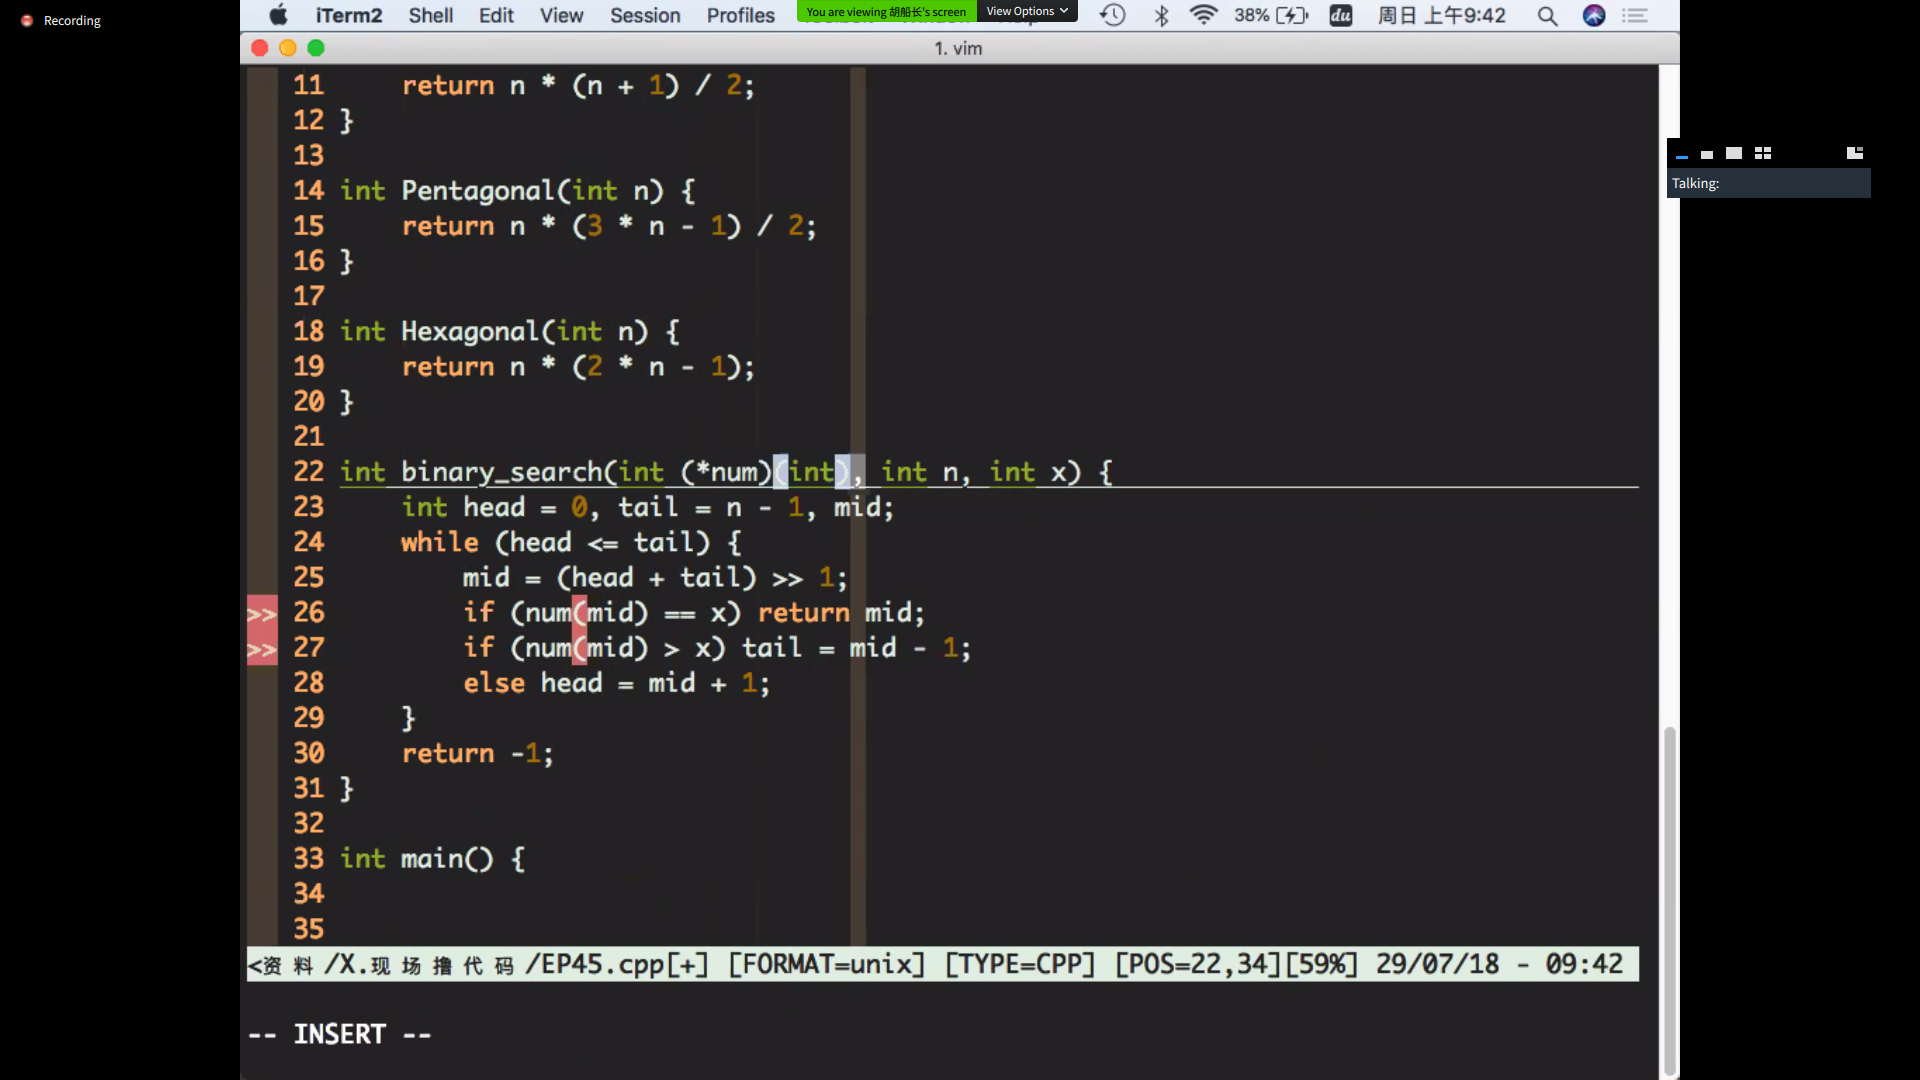 Recording
iTerm2 Shell Edit View Session Profiles
You are viewing 胡船长's screen
View Options
38%
du
周日 上午9:42
1. vim
Talking:
11 return n * (n + 1) / 2;
12 }
13
14 int Pentagonal(int n) {
15 return n * (3 * n - 1) / 2;
16 }
17
18 int Hexagonal(int n) {
19 return n * (2 * n - 1);
20 }
21
22 int binary_search(int (*num)(int), int n, int x) {
23 int head = 0, tail = n - 1, mid;
24 while (head <= tail) {
25 mid = (head + tail) >> 1;
>> 26 if (num(mid) == x) return mid;
>> 27 if (num(mid) > x) tail = mid - 1;
28 else head = mid + 1;
29 }
30 return -1;
31 }
32
33 int main() {
34
35
<资料/X.现场撸代码/EP45.cpp[+] [FORMAT=unix] [TYPE=CPP] [POS=22,34][59%] 29/07/18 - 09:42
-- INSERT --